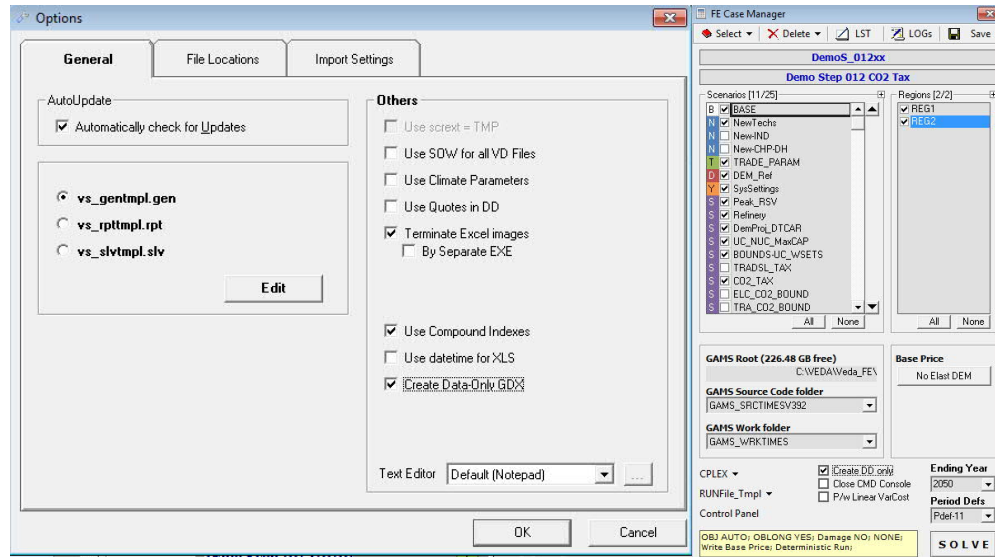 Options
General
File Locations
Import Settings
AutoUpdate
Automatically check for Updates
vs_gentmpl.gen
vs_rpttmpl.rpt
vs_slvtmpl.slv
Edit
Others
Use scrext = TMP
Use SOW for all VD Files
Use Climate Parameters
Use Quotes in DD
Terminate Excel images
By Separate EXE
Use Compound Indexes
Use datetime for XLS
Create Data-Only GDX
Text Editor Default (Notepad) ...
OK
Cancel
FE Case Manager
Select Delete LST LOGs Save
DemoS_012xx
Demo Step 012 CO2 Tax
Scenarios [11/25]
B BASE
N NewTechs
N New-IND
N New-CHP-DH
T TRADE_PARAM
D DEM_Ref
Y SysSettings
S Peak_RSV
S Refinery
S DemProj_DTCAR
S UC_NUC_MaxCAP
S BOUNDS-UC_WSETS
S TRADSL_TAX
S CO2_TAX
S ELC_CO2_BOUND
S TRA_CO2_BOUND
All None
Regions [2/2]
REG1
REG2
All None
GAMS Root (226.48 GB free)
C:\VEDA\Veda_FE\
GAMS Source Code folder
GAMS_SRCTIMESV392
GAMS Work folder
GAMS_WRKTIMES
Base Price
No Elast DEM
CPLEX
RUNFile_Tmpl
Control Panel
Create DD only
Close CMD Console
P/w Linear VarCost
Ending Year
2050
Period Defs
Pdef-11
OBJ AUTO; OBLONG YES; Damage NO; NONE;
Write Base Price; Deterministic Run;
SOLVE